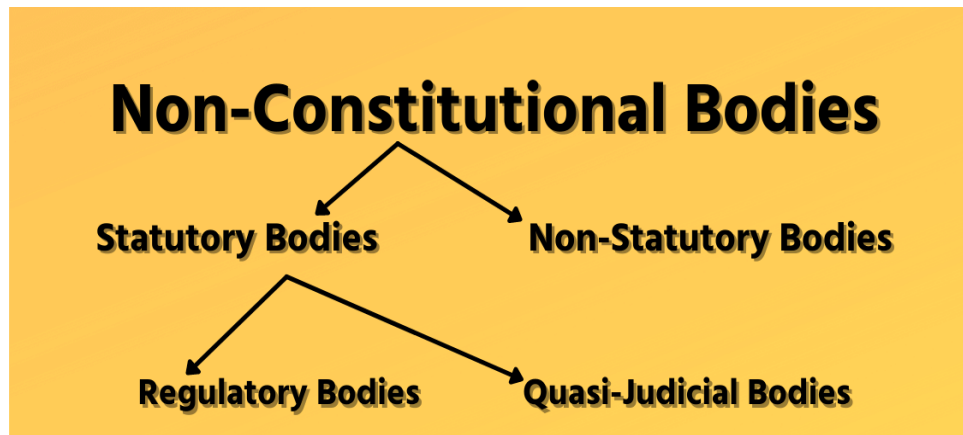 Non-Constitutional Bodies
Statutory Bodies
Non-Statutory Bodies
Regulatory Bodies
Quasi-Judicial Bodies